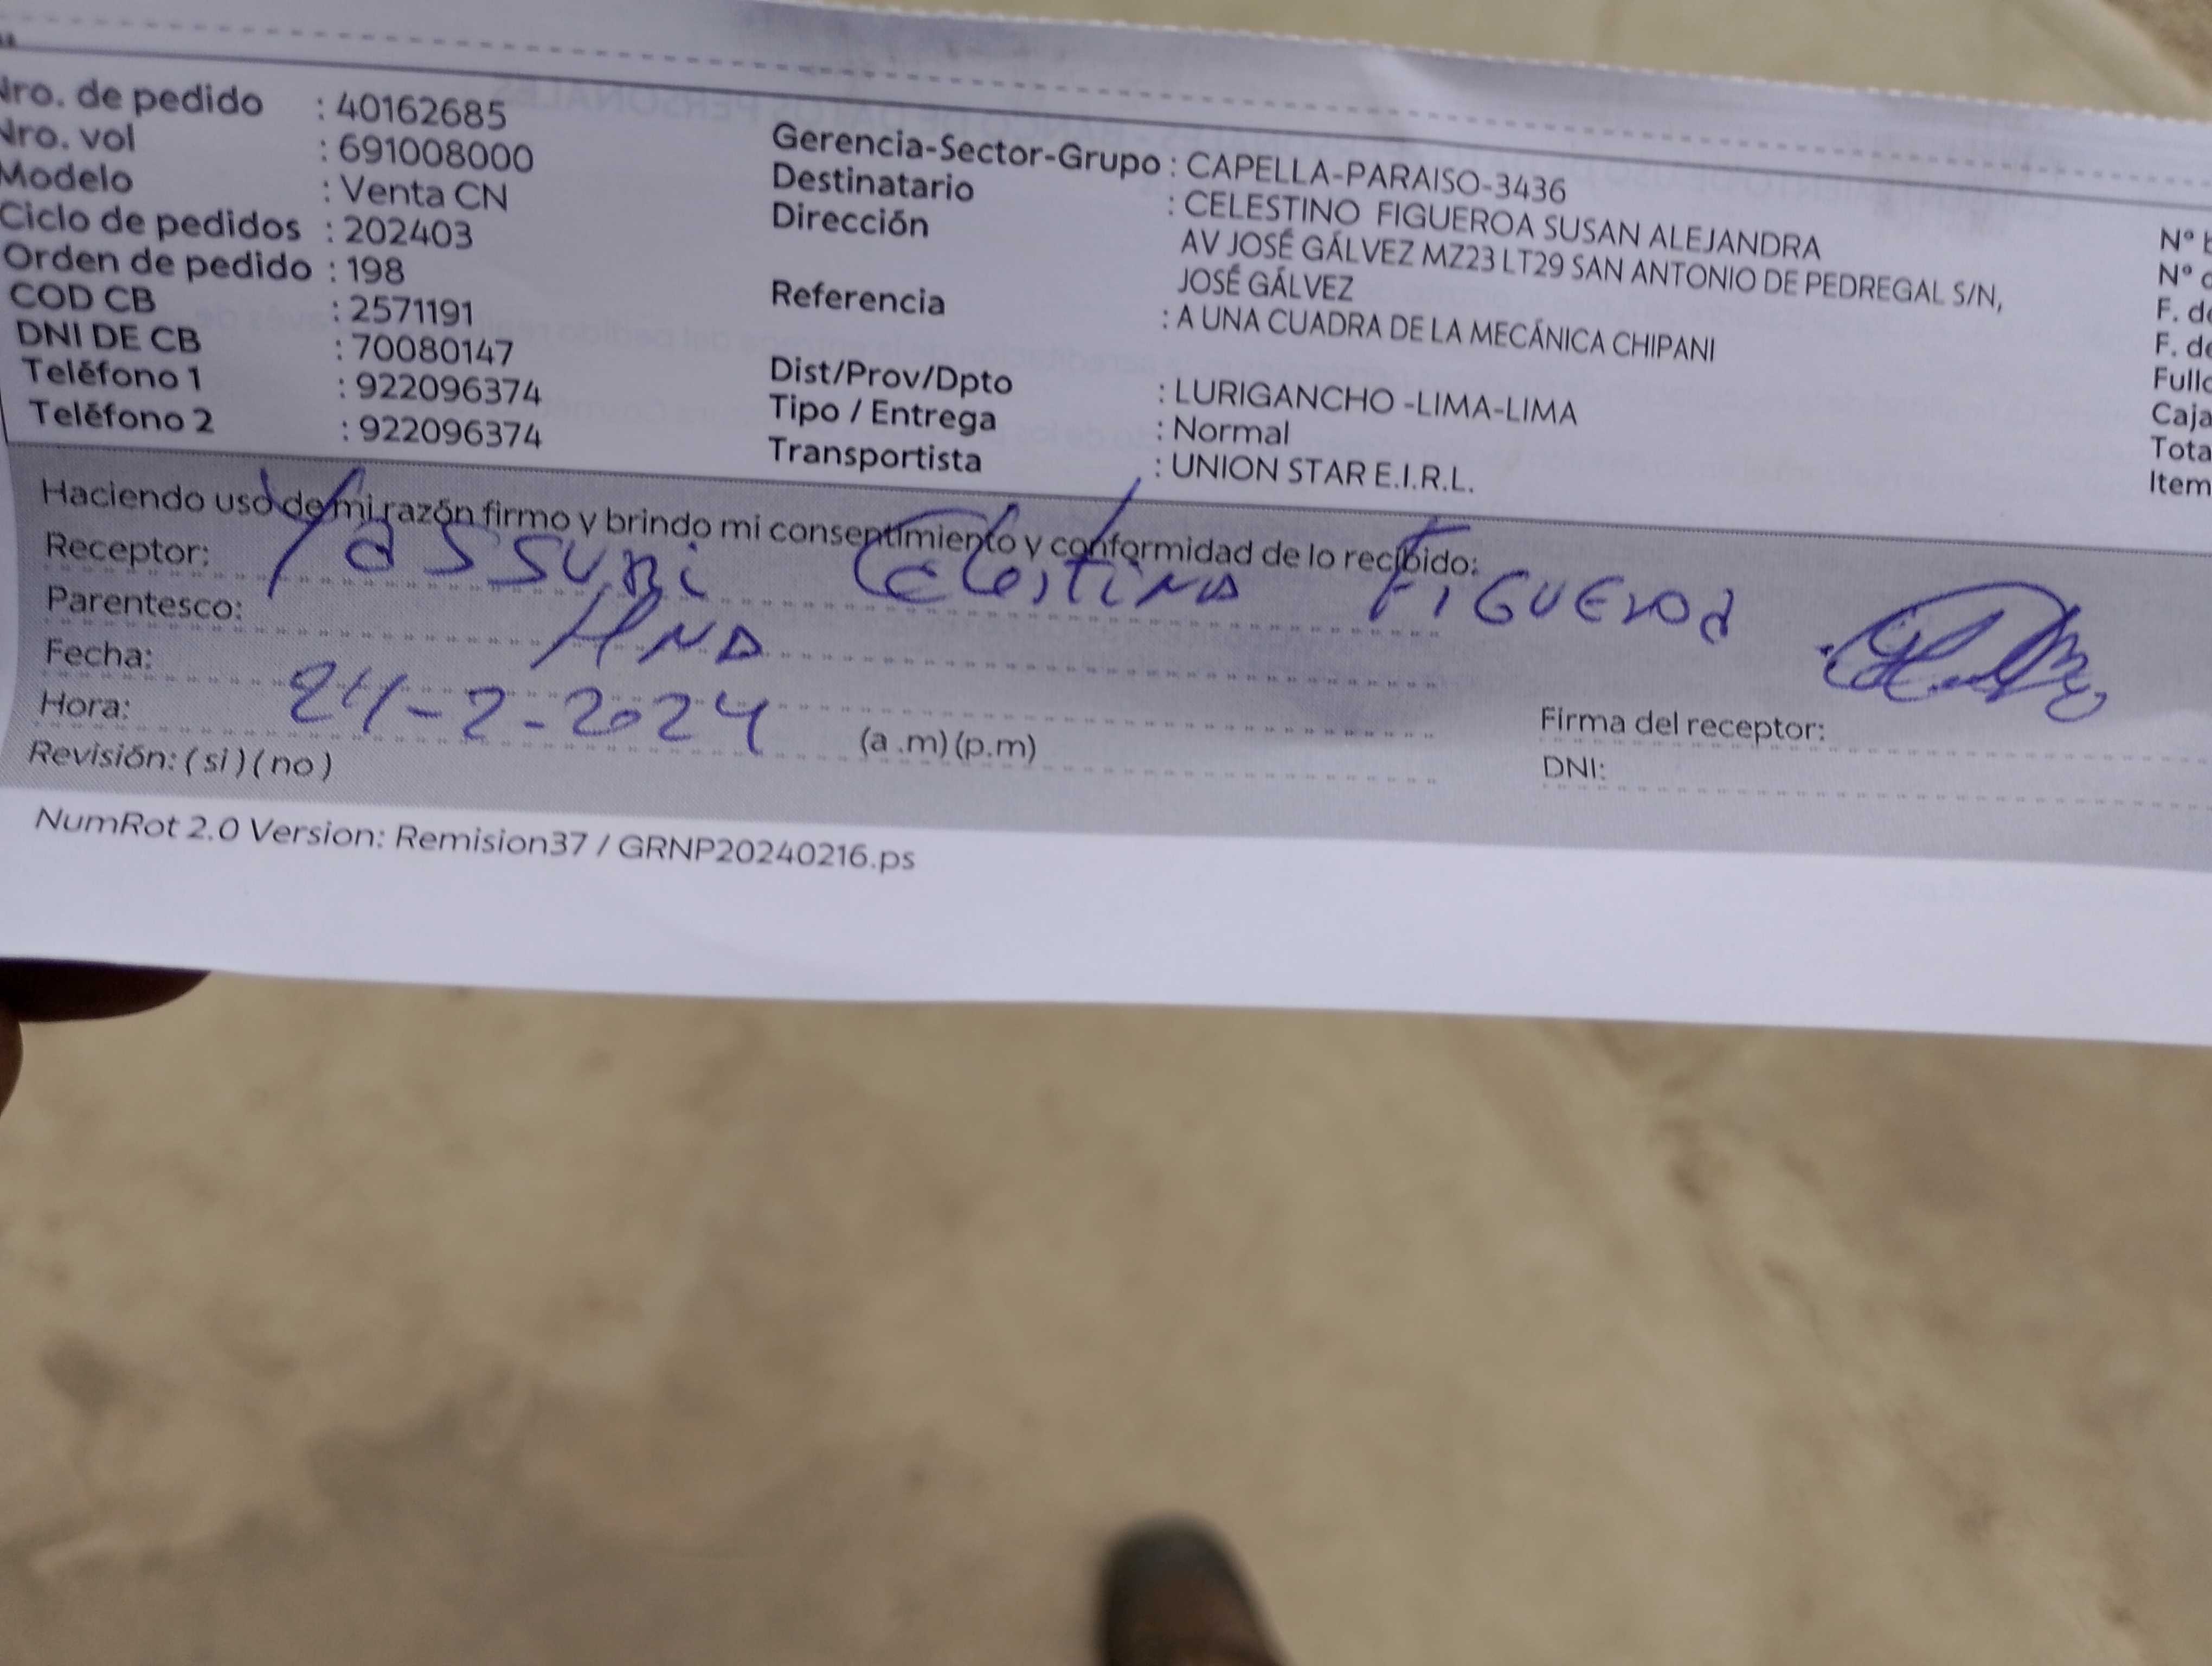 Nro. de pedido : 40162685
Nro. vol : 691008000
Modelo : Venta CN
Ciclo de pedidos : 202403
Orden de pedido : 198
COD CB : 2571191
DNI DE CB : 70080147
Teléfono 1 : 922096374
Teléfono 2 : 922096374
Gerencia-Sector-Grupo : CAPELLA-PARAISO-3436
Destinatario : CELESTINO FIGUEROA SUSAN ALEJANDRA
Dirección AV JOSÉ GÁLVEZ MZ23 LT29 SAN ANTONIO DE PEDREGAL S/N,
JOSÉ GÁLVEZ
Referencia : A UNA CUADRA DE LA MECÁNICA CHIPANI
Dist/Prov/Dpto : LURIGANCHO -LIMA-LIMA
Tipo / Entrega : Normal
Transportista : UNION STAR E.I.R.L.
Nº
Nº
F.
F.
Caja
Item
Haciendo uso de mi razón firmo y brindo mi consentimiento y conformidad de lo recibido:
Receptor: Celestino FIGUEroa
Parentesco: HNA
Fecha: 24-2-2024
Hora: (a .m) (p.m)
Revisión: ( si ) ( no )
Firma del receptor:
DNI:
NumRot 2.0 Version: Remision37 / GRNP20240216.ps